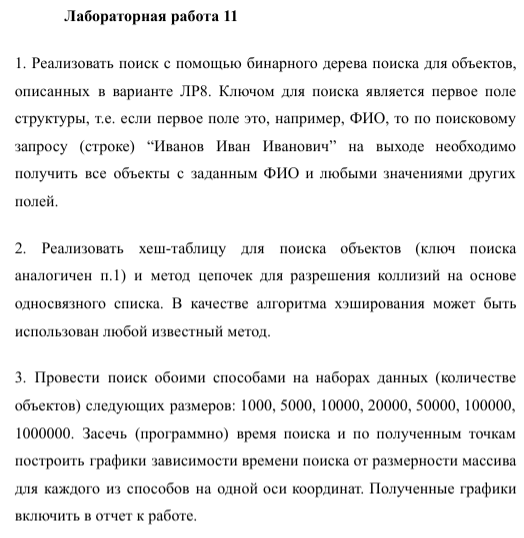 Лабораторная работа 11
1. Реализовать поиск с помощью бинарного дерева поиска для объектов,
описанных в варианте ЛР8. Ключом для поиска является первое поле
структуры, т.е. если первое поле это, например, ФИО, то по поисковому
запросу (строке) “Иванов Иван Иванович” на выходе необходимо
получить все объекты с заданным ФИО и любыми значениями других
полей.
2. Реализовать хеш-таблицу для поиска объектов (ключ поиска
аналогичен п.1) и метод цепочек для разрешения коллизий на основе
односвязного списка. В качестве алгоритма хэширования может быть
использован любой известный метод.
3. Провести поиск обоими способами на наборах данных (количестве
объектов) следующих размеров: 1000, 5000, 10000, 20000, 50000, 100000,
1000000. Засечь (программно) время поиска и по полученным точкам
построить графики зависимости времени поиска от размерности массива
для каждого из способов на одной оси координат. Полученные графики
включить в отчет к работе.